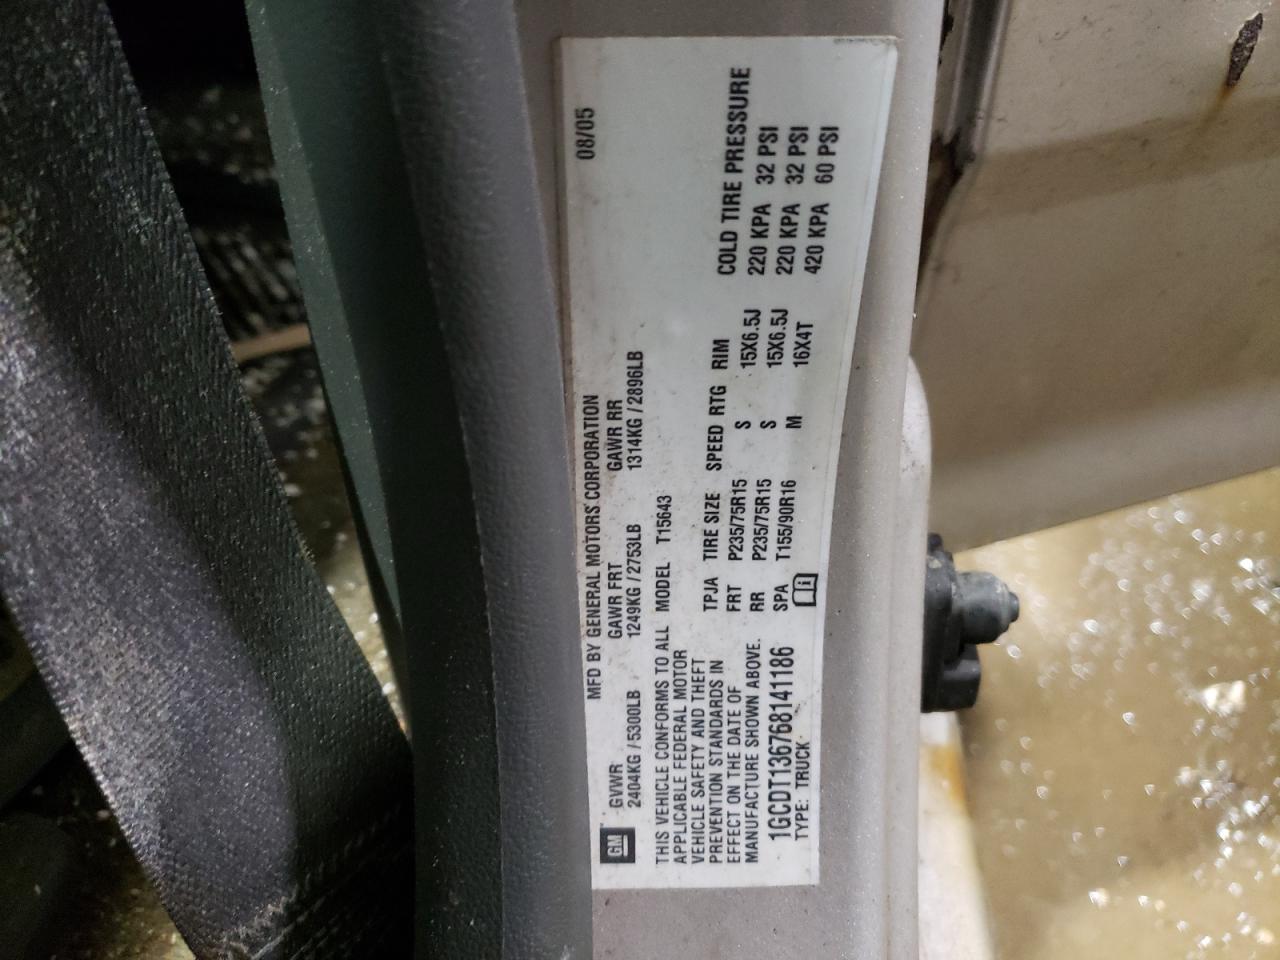 MFD BY GENERAL MOTORS CORPORATION 08/05
GM GVWR GAWR FRT GAWR RR
2404KG / 5300LB 1249KG / 2753LB 1314KG / 2896LB
THIS VEHICLE CONFORMS TO ALL
APPLICABLE FEDERAL MOTOR
VEHICLE SAFETY AND THEFT
PREVENTION STANDARDS IN
EFFECT ON THE DATE OF
MANUFACTURE SHOWN ABOVE.
1GCDT136768141186
TYPE: TRUCK
MODEL T15643
TPJA TIRE SIZE SPEED RTG RIM COLD TIRE PRESSURE
FRT P235/75R15 S 15X6.5J 220 KPA 32 PSI
RR P235/75R15 S 15X6.5J 220 KPA 32 PSI
SPA T155/90R16 M 16X4T 420 KPA 60 PSI